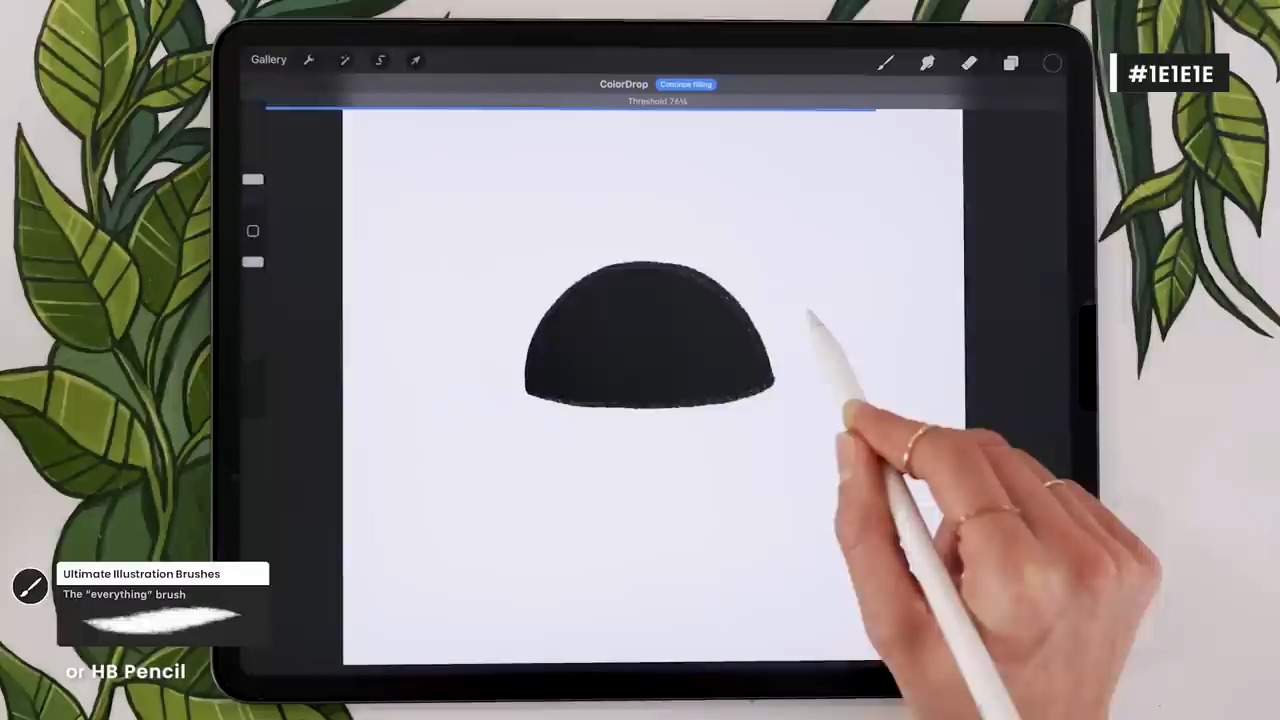 Gallery
#1E1E1E
ColorDrop Continue filling
Threshold 76%
Ultimate Illustration Brushes
The "everything" brush
or HB Pencil